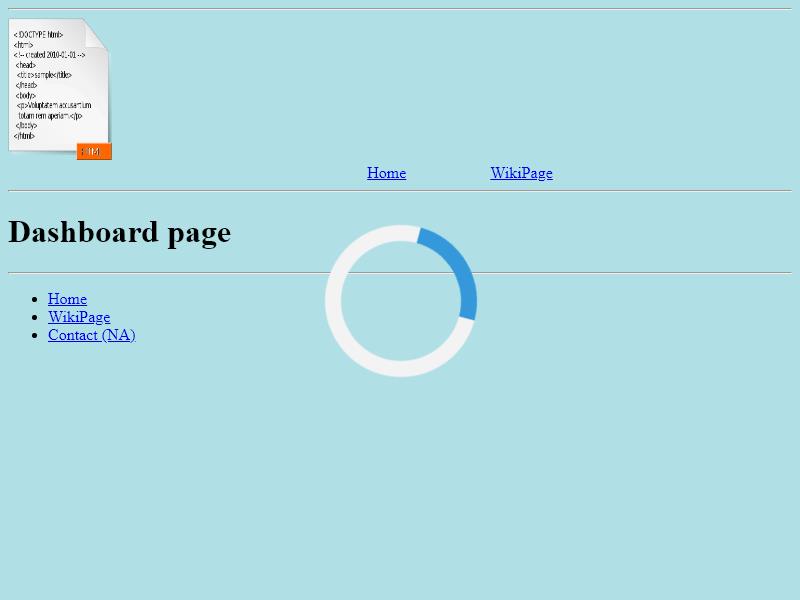 <!DOCTYPE html>
<html>
<!-- created 2010-01-01 -->
<head>
<title>sample</title>
</head>
<body>
<p>Voluptatem accusantium
totam rem aperiam.</p>
</body>
</html>
Home WikiPage
Dashboard page
Home
WikiPage
Contact (NA)